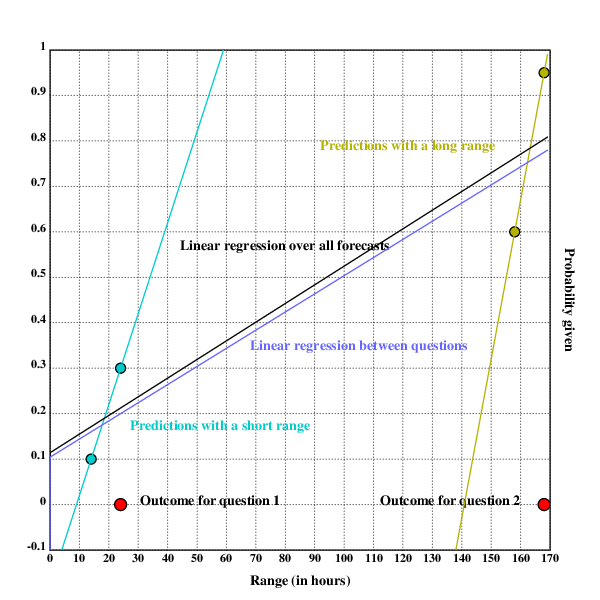 1
0.9
0.8
Predictions with a long range
0.7
0.6
Linear regression over all forecasts
0.5
Probability given
0.4
Linear regression between questions
0.3
0.2
Predictions with a short range
0.1
0
Outcome for question 1
Outcome for question 2
-0.1
0 10 20 30 40 50 60 70 80 90 100 110 120 130 140 150 160 170
Range (in hours)